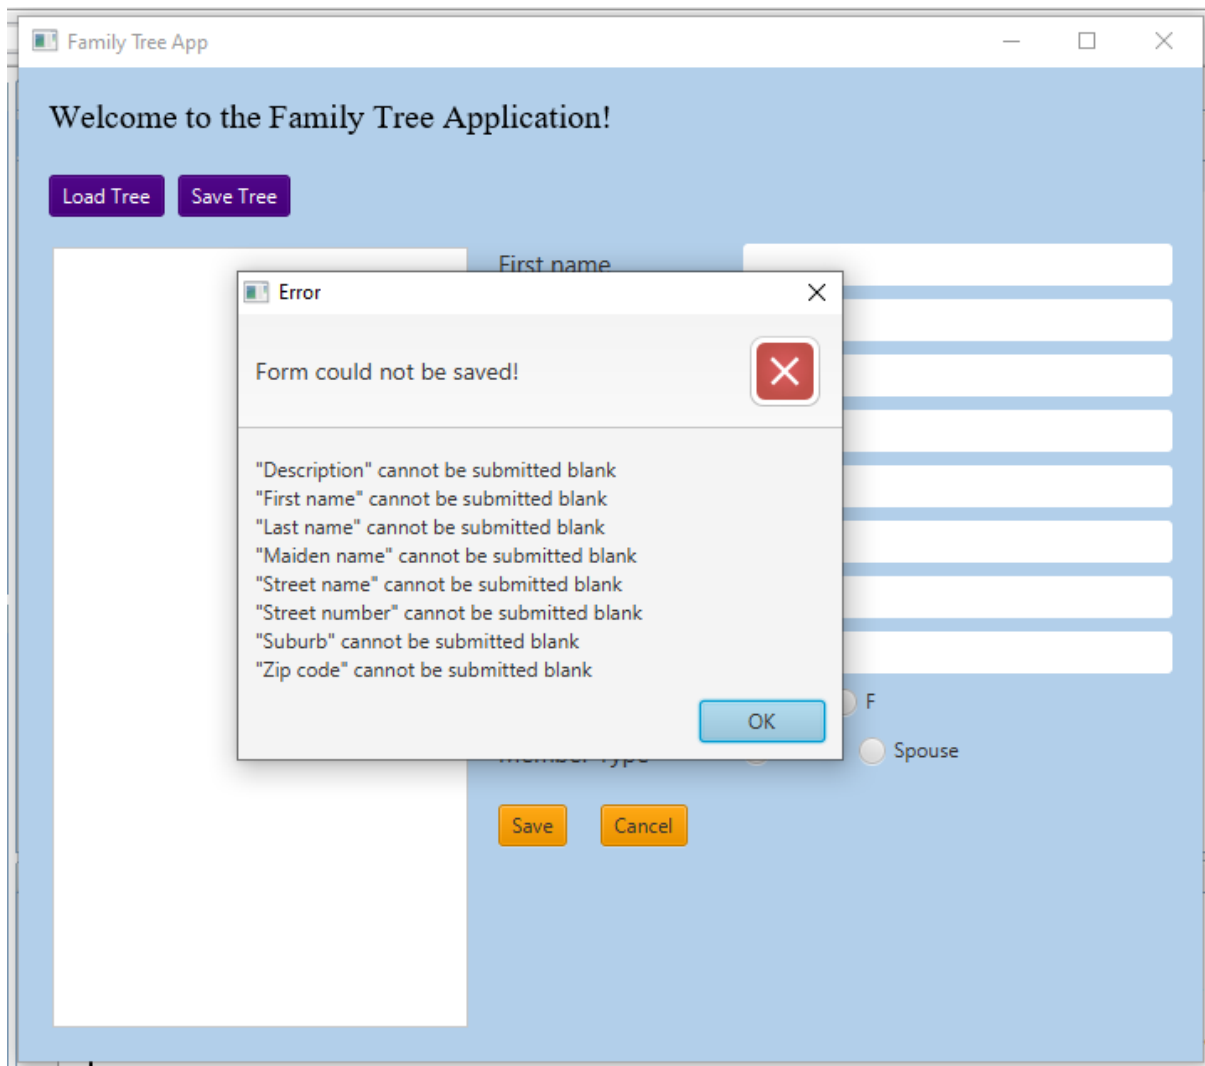 Family Tree App
Welcome to the Family Tree Application!
Load Tree Save Tree
First name
Error
Form could not be saved!
"Description" cannot be submitted blank
"First name" cannot be submitted blank
"Last name" cannot be submitted blank
"Maiden name" cannot be submitted blank
"Street name" cannot be submitted blank
"Street number" cannot be submitted blank
"Suburb" cannot be submitted blank
"Zip code" cannot be submitted blank
OK
F
Member Type Spouse
Save Cancel